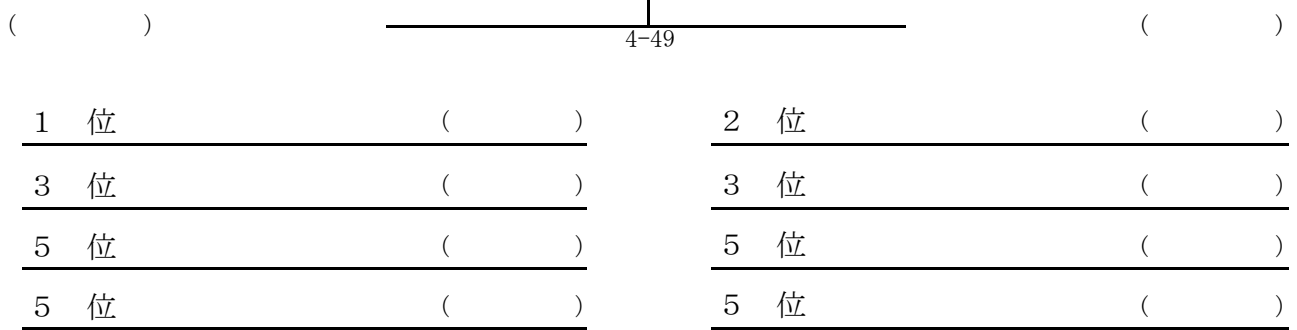 （　　　　）　　　　（　　　　）
4-49
１　位　（　　　　）　２　位　（　　　　）
３　位　（　　　　）　３　位　（　　　　）
５　位　（　　　　）　５　位　（　　　　）
５　位　（　　　　）　５　位　（　　　　）